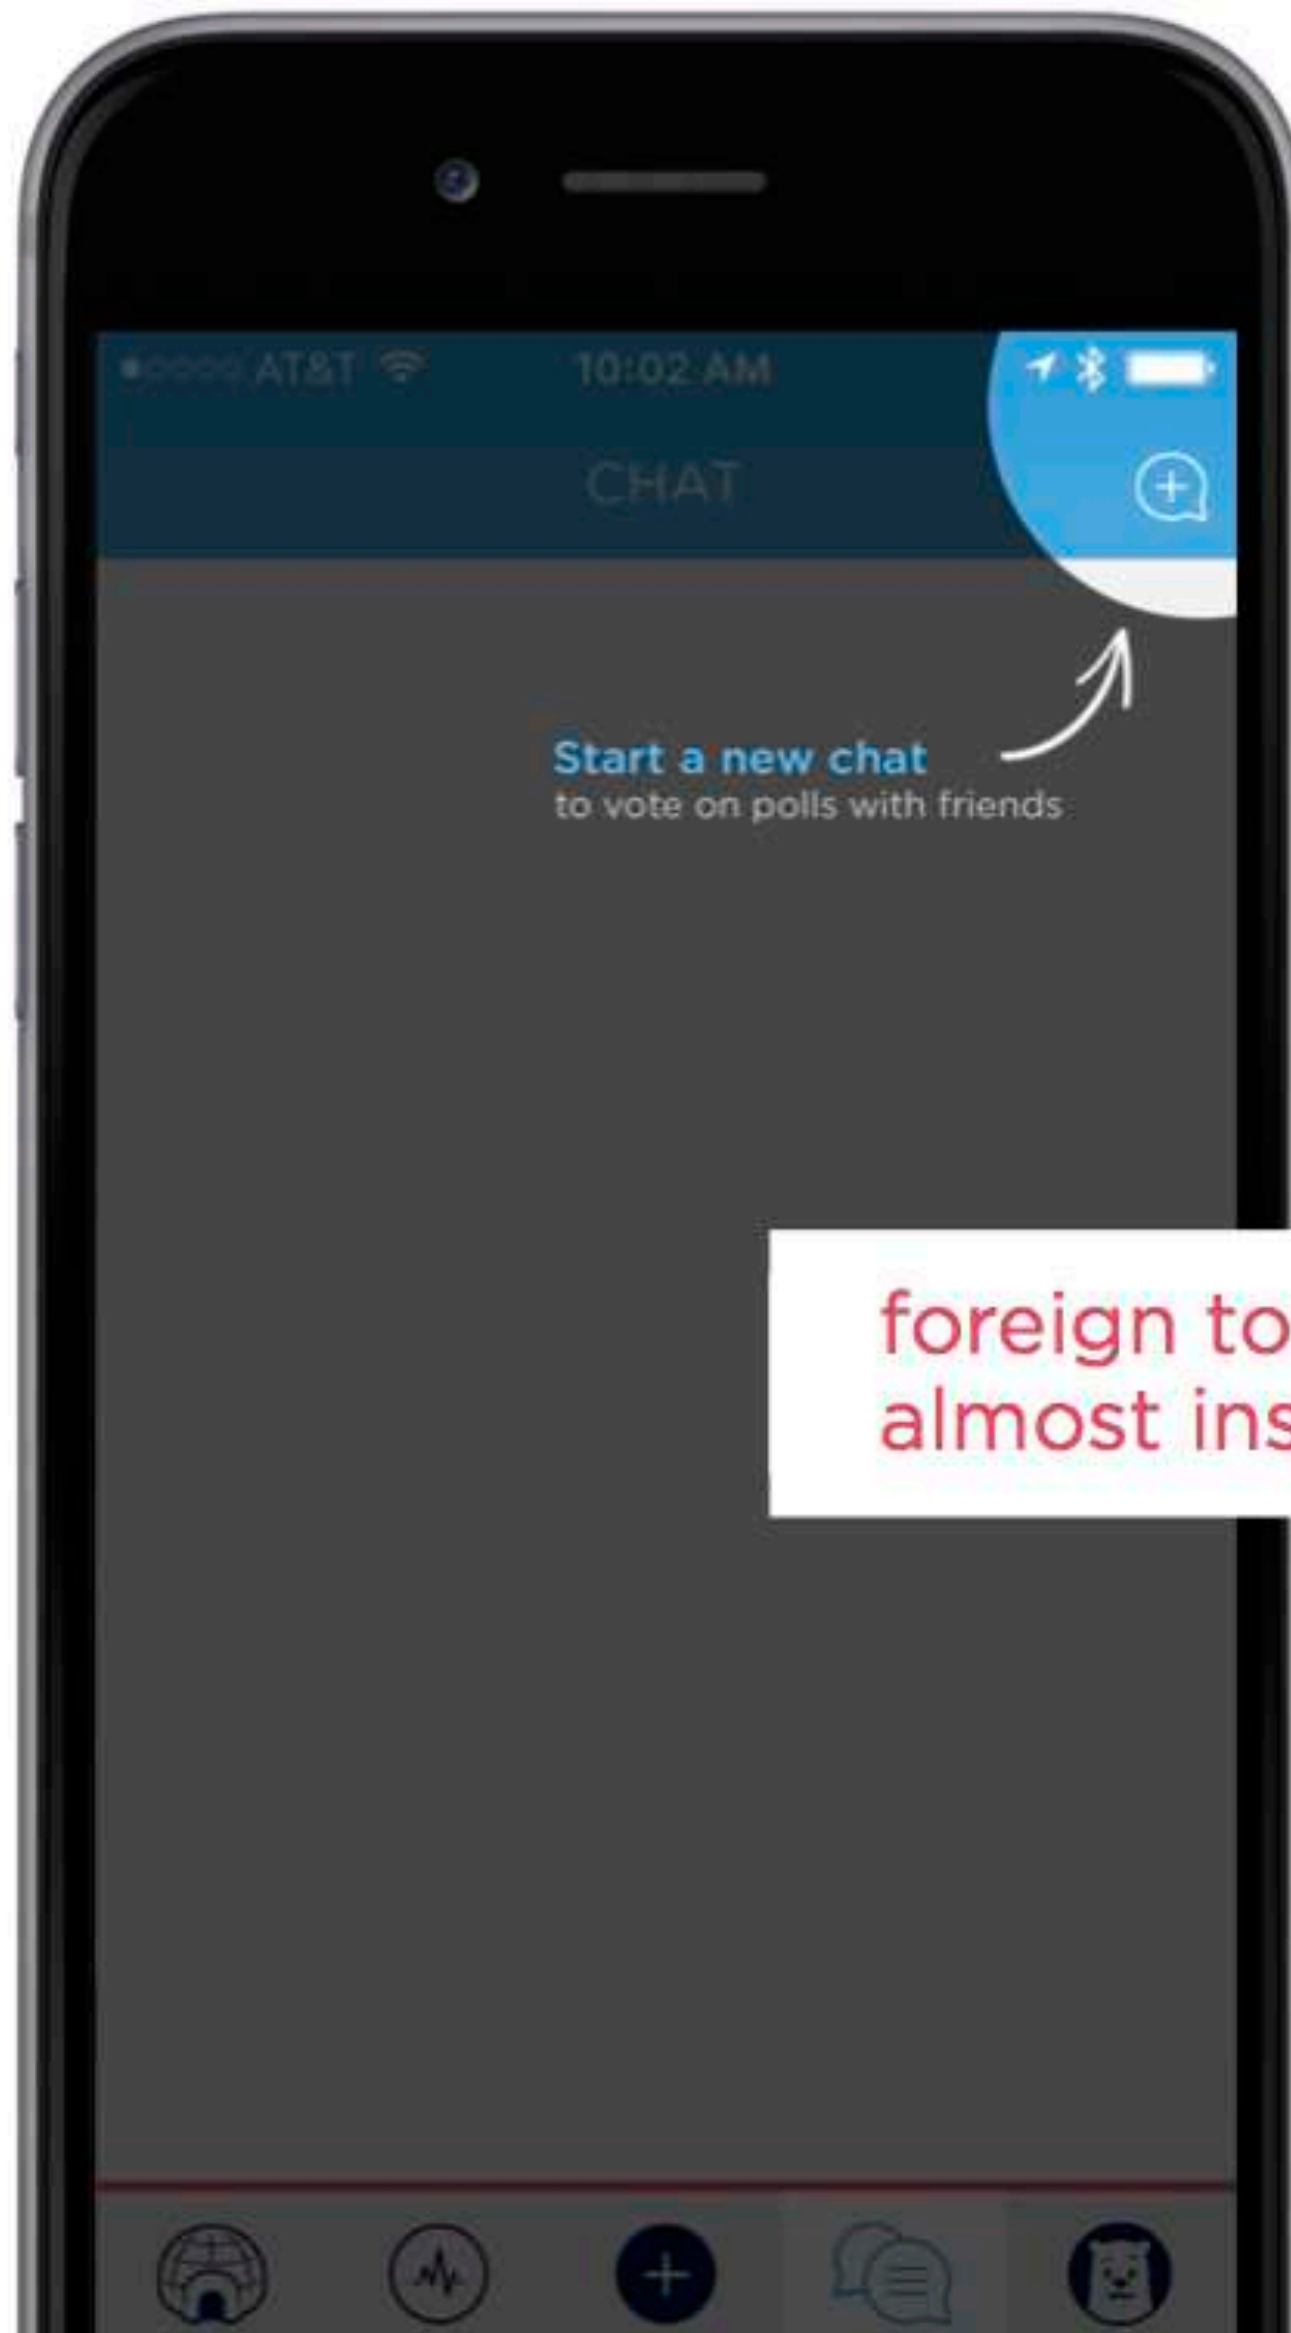 AT&T 10:02 AM
CHAT
Start a new chat
to vote on polls with friends
foreign to
almost ins